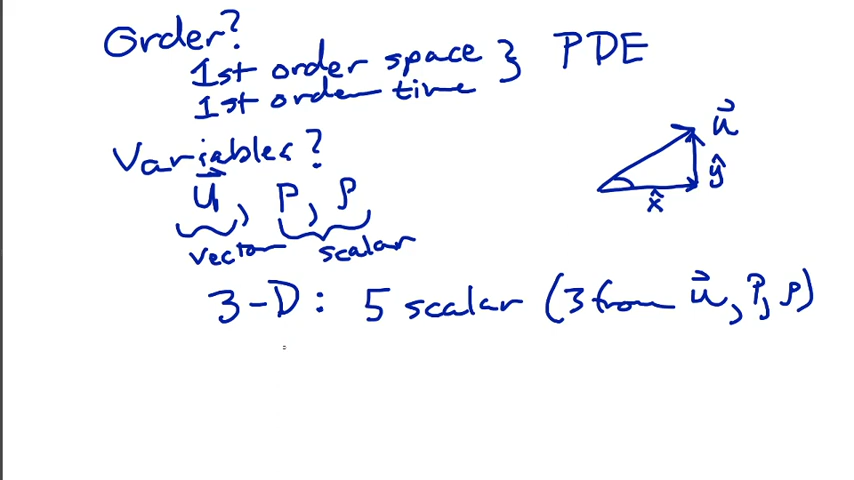 Order?
1st order space } PDE
1st order time
Variables?
u⃗, P, ρ
vector scalar
3-D: 5 scalar (3 from u⃗, P, ρ)
u⃗
ŷ
x̂